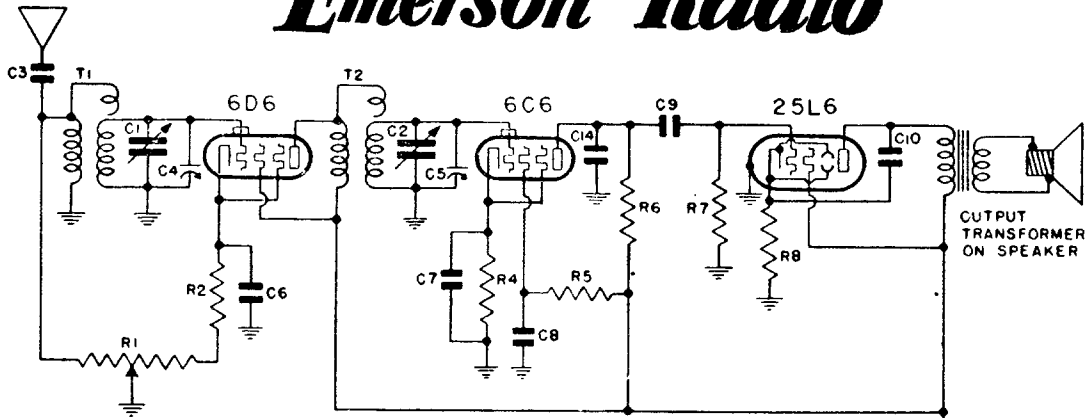 Emerson Radio
C3
T1
T2
6D6
6C6
C9
25L6
C1
C4
C2
C5
C14
C10
R6
R7
R8
CUTPUT
TRANSFORMER
ON SPEAKER
R2
C6
C7
R4
R5
C8
R1